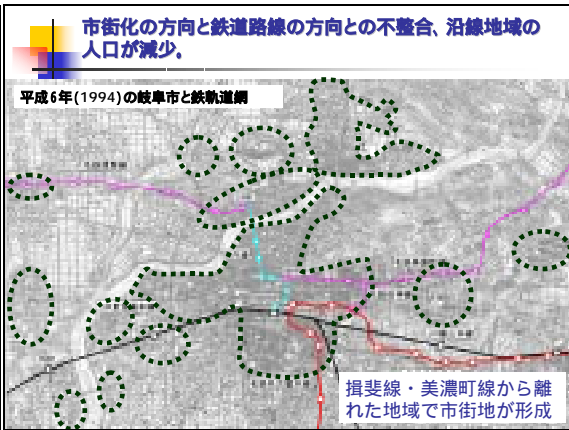 市街化の方向と鉄道路線の方向との不整合、沿線地域の
人口が減少。
平成6年(1994)の岐阜市と鉄軌道網
揖斐線・美濃町線から離
れた地域で市街地が形成